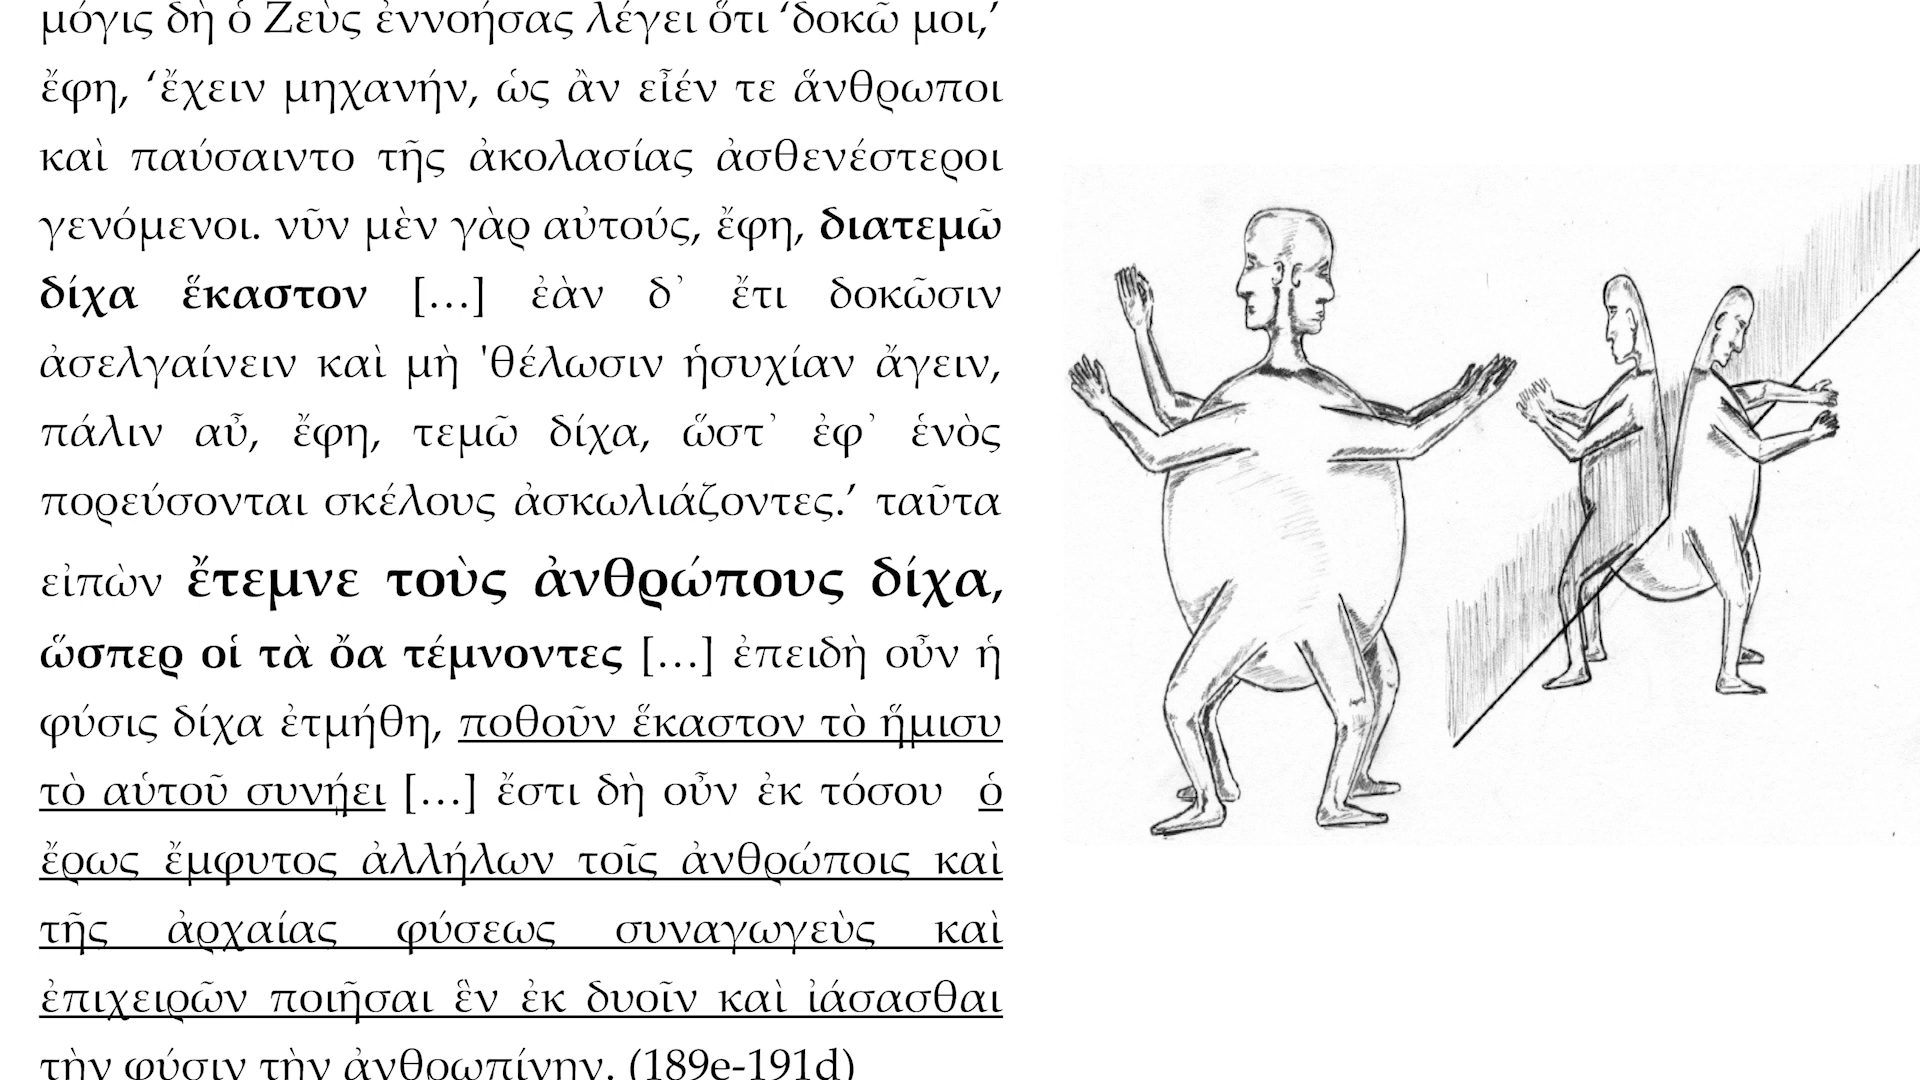 μόγις δὴ ὁ Ζεὺς ἐννοήσας λέγει ὅτι ‘δοκῶ μοι,’
ἔφη, ‘ἔχειν μηχανήν, ὡς ἂν εἶέν τε ἅνθρωποι
καὶ παύσαιντο τῆς ἀκολασίας ἀσθενέστεροι
γενόμενοι. νῦν μὲν γὰρ αὐτούς, ἔφη, διατεμῶ
δίχα ἕκαστον […] ἐὰν δ᾽ ἔτι δοκῶσιν
ἀσελγαίνειν καὶ μὴ 'θέλωσιν ἡσυχίαν ἄγειν,
πάλιν αὖ, ἔφη, τεμῶ δίχα, ὥστ᾽ ἐφ᾽ ἑνὸς
πορεύσονται σκέλους ἀσκωλιάζοντες.’ ταῦτα
εἰπὼν ἔτεμνε τοὺς ἀνθρώπους δίχα,
ὥσπερ οἱ τὰ ὄα τέμνοντες […] ἐπειδὴ οὖν ἡ
φύσις δίχα ἐτμήθη, ποθοῦν ἕκαστον τὸ ἥμισυ
τὸ αὑτοῦ συνῄει […] ἔστι δὴ οὖν ἐκ τόσου ὁ
ἔρως ἔμφυτος ἀλλήλων τοῖς ἀνθρώποις καὶ
τῆς ἀρχαίας φύσεως συναγωγεὺς καὶ
ἐπιχειρῶν ποιῆσαι ἓν ἐκ δυοῖν καὶ ἰάσασθαι
τὴν φύσιν τὴν ἀνθρωπίνην. (189e-191d)